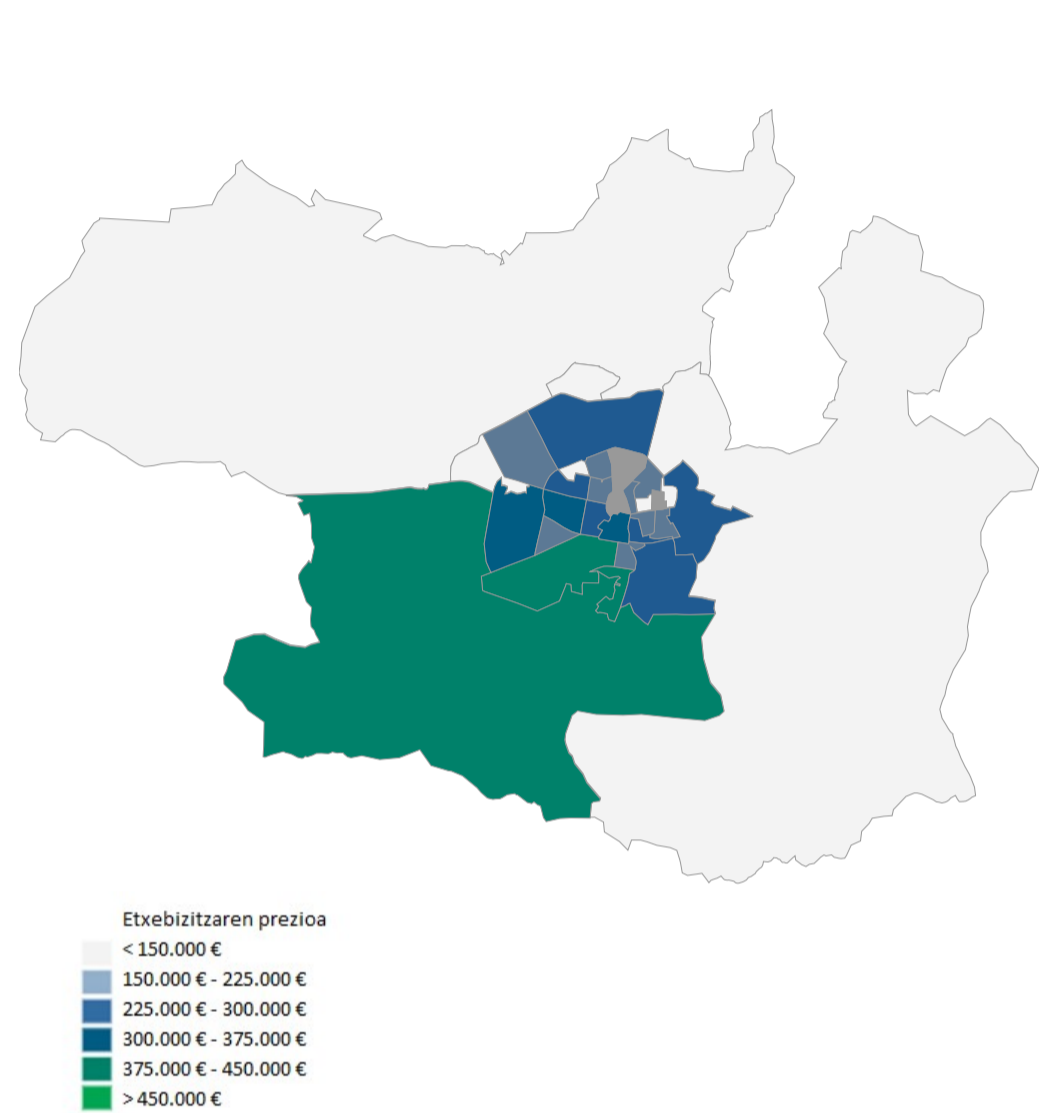 Etxebizitzaren prezioa
< 150.000 €
150.000 € - 225.000 €
225.000 € - 300.000 €
300.000 € - 375.000 €
375.000 € - 450.000 €
> 450.000 €